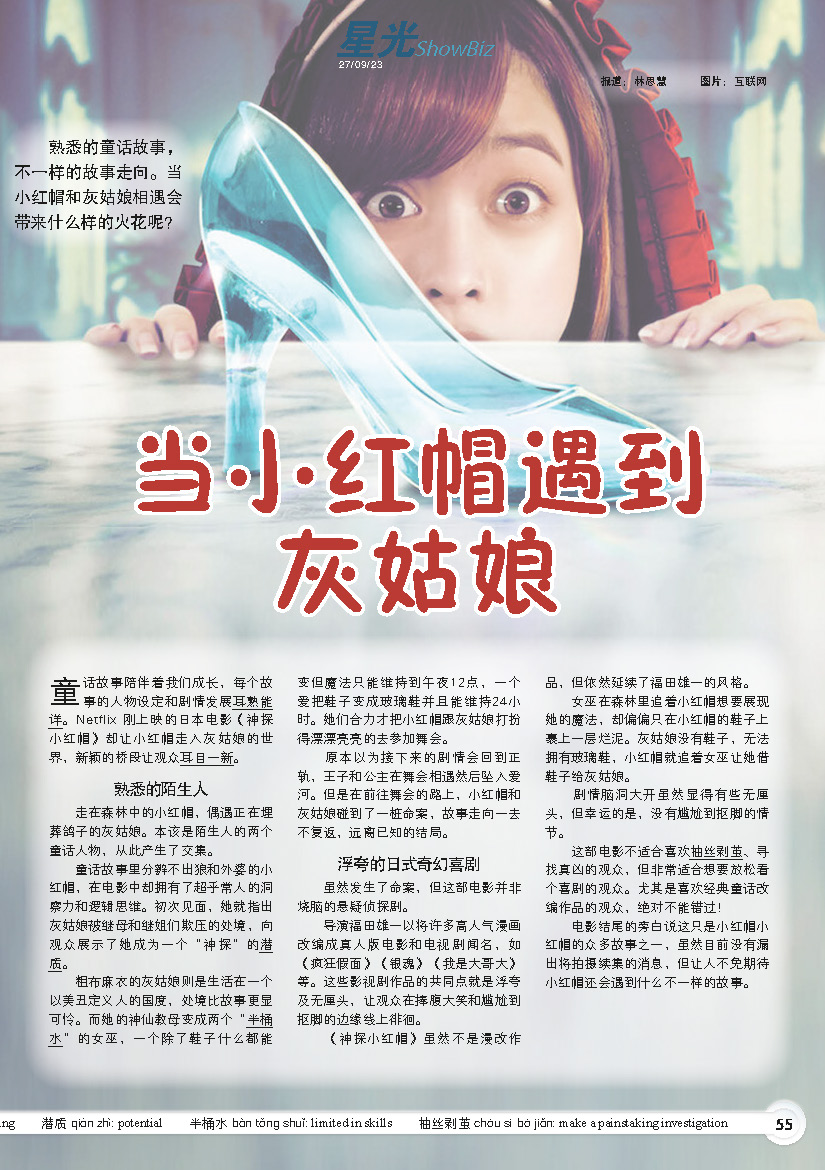 星光ShowBiz
27/09/23
报道：林思慧 图片：互联网
熟悉的童话故事，
不一样的故事走向。当
小红帽和灰姑娘相遇会
带来什么样的火花呢？
当小红帽遇到
灰姑娘
童话故事陪伴着我们成长，每个故
事的人物设定和剧情发展耳熟能
详。Netflix 刚上映的日本电影《神探
小红帽》却让小红帽走入灰姑娘的世
界，新颖的桥段让观众耳目一新。
熟悉的陌生人
走在森林中的小红帽，偶遇正在埋
葬鸽子的灰姑娘。本该是陌生人的两个
童话人物，从此产生了交集。
童话故事里分辨不出狼和外婆的小
红帽，在电影中却拥有了超乎常人的洞
察力和逻辑思维。初次见面，她就指出
灰姑娘被继母和继姐们欺压的处境，向
观众展示了她成为一个“神探”的潜
质。
粗布麻衣的灰姑娘则是生活在一个
以美丑定义人的国度，处境比故事更显
可怜。而她的神仙教母变成两个“半桶
水”的女巫，一个除了鞋子什么都能
变但魔法只能维持到午夜12点，一个
爱把鞋子变成玻璃鞋并且能维持24小
时。她们合力才把小红帽跟灰姑娘打扮
得漂漂亮亮的去参加舞会。
原本以为接下来的剧情会回到正
轨，王子和公主在舞会相遇然后坠入爱
河。但是在前往舞会的路上，小红帽和
灰姑娘碰到了一桩命案，故事走向一去
不复返，远离已知的结局。
浮夸的日式奇幻喜剧
虽然发生了命案，但这部电影并非
烧脑的悬疑侦探剧。
导演福田雄一以将许多高人气漫画
改编成真人版电影和电视剧闻名，如
《疯狂假面》《银魂》《我是大哥大》
等。这些影视剧作品的共同点就是浮夸
及无厘头，让观众在捧腹大笑和尴尬到
抠脚的边缘线上徘徊。
《神探小红帽》虽然不是漫改作
品，但依然延续了福田雄一的风格。
女巫在森林里追着小红帽想要展现
她的魔法，却偏偏只在小红帽的鞋子上
裹上一层烂泥。灰姑娘没有鞋子，无法
拥有玻璃鞋，小红帽就追着女巫让她借
鞋子给灰姑娘。
剧情脑洞大开虽然显得有些无厘
头，但幸运的是，没有尴尬到抠脚的情
节。
这部电影不适合喜欢抽丝剥茧、寻
找真凶的观众，但非常适合想要放松看
个喜剧的观众。尤其是喜欢经典童话改
编作品的观众，绝对不能错过！
电影结尾的旁白说这只是小红帽小
红帽的众多故事之一，虽然目前没有漏
出将拍摄续集的消息，但让人不免期待
小红帽还会遇到什么不一样的故事。
ng 潜质 qián zhì: potential 半桶水 bàn tǒng shuǐ: limited in skills 抽丝剥茧 chōu sī bō jiǎn: make a painstaking investigation 55